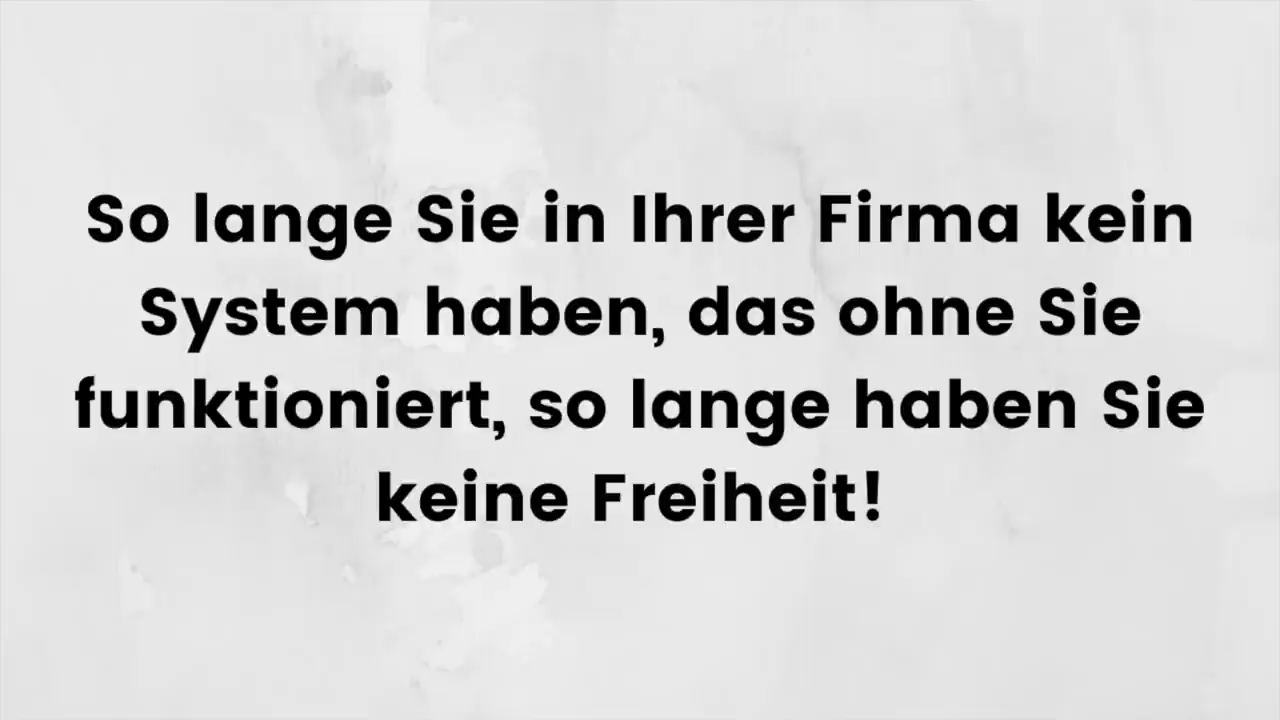 So lange Sie in Ihrer Firma kein
System haben, das ohne Sie
funktioniert, so lange haben Sie
keine Freiheit!